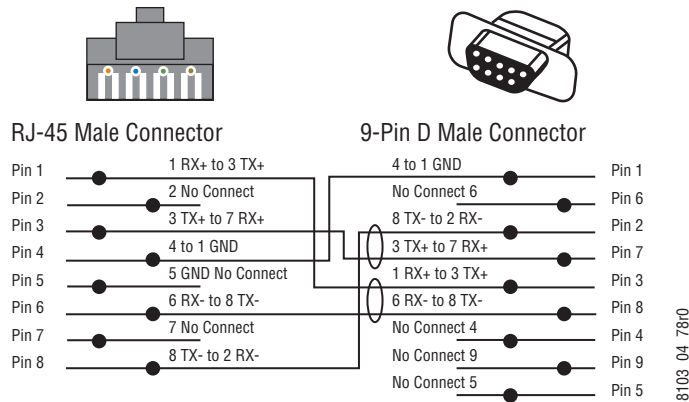 RJ-45 Male Connector
9-Pin D Male Connector
Pin 1 1 RX+ to 3 TX+
Pin 2 2 No Connect
Pin 3 3 TX+ to 7 RX+
Pin 4 4 to 1 GND
Pin 5 5 GND No Connect
Pin 6 6 RX- to 8 TX-
Pin 7 7 No Connect
Pin 8 8 TX- to 2 RX-
4 to 1 GND Pin 1
No Connect 6 Pin 6
8 TX- to 2 RX- Pin 2
3 TX+ to 7 RX+ Pin 7
1 RX+ to 3 TX+ Pin 3
6 RX- to 8 TX- Pin 8
No Connect 4 Pin 4
No Connect 9 Pin 9
No Connect 5 Pin 5
8103 04 78r0